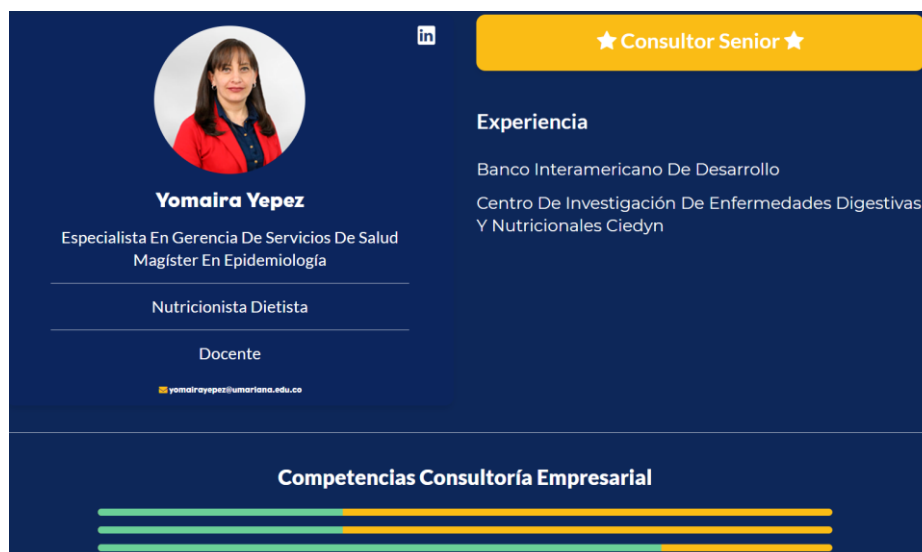 in
Consultor Senior
Experiencia
Banco Interamericano De Desarrollo
Centro De Investigación De Enfermedades Digestivas
Y Nutricionales Ciedyn
Yomaira Yepez
Especialista En Gerencia De Servicios De Salud
Magíster En Epidemiología
Nutricionista Dietista
Docente
yomairayepez@umariana.edu.co
Competencias Consultoría Empresarial